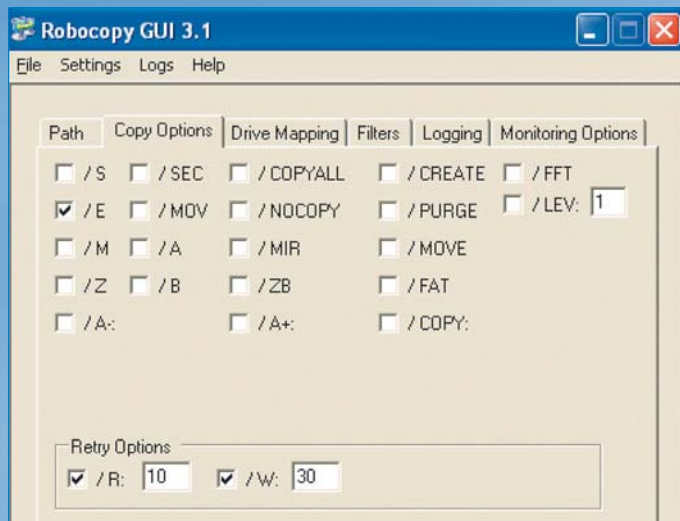 Robocopy GUI 3.1
File Settings Logs Help
Path Copy Options Drive Mapping Filters Logging Monitoring Options
/ S / SEC / COPYALL / CREATE / FFT
/ E / MOV / NOCOPY / PURGE / LEV: 1
/ M / A / MIR / MOVE
/ Z / B / ZB / FAT
/ A-: / A+: / COPY:
Retry Options
/ R: 10 / W: 30